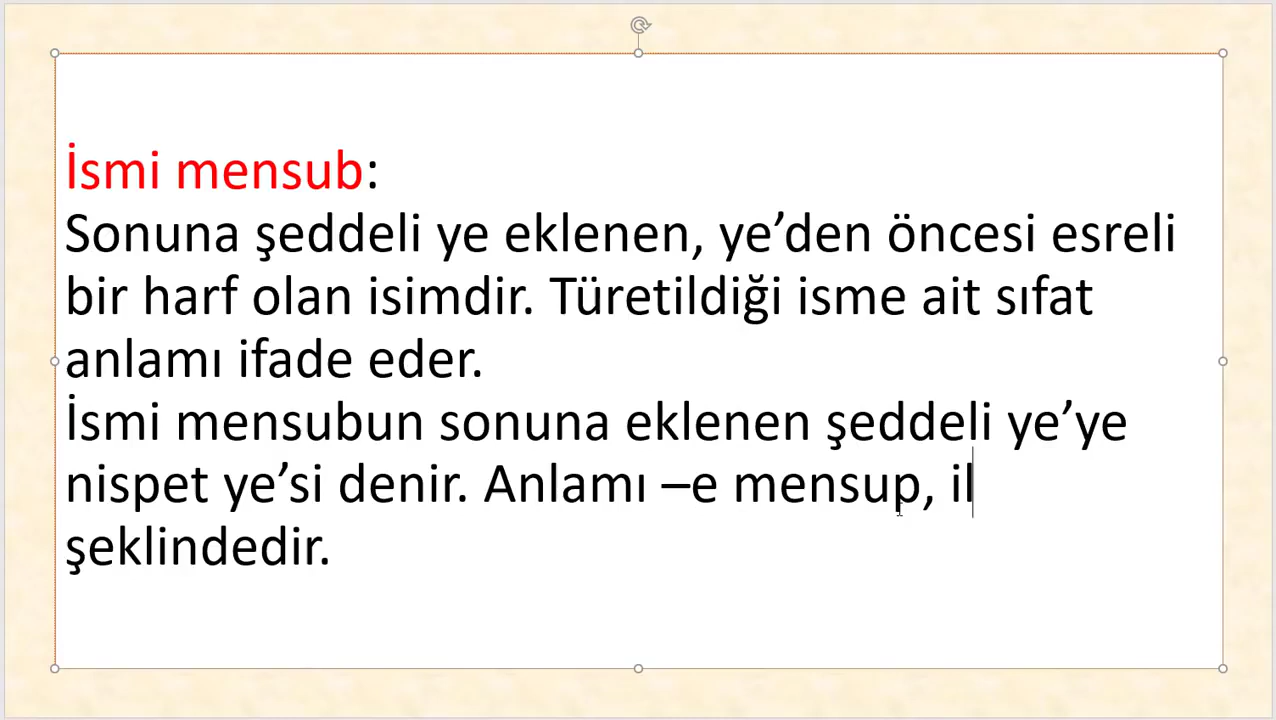 İsmi mensub:
Sonuna şeddeli ye eklenen, ye’den öncesi esreli
bir harf olan isimdir. Türetildiği isme ait sıfat
anlamı ifade eder.
İsmi mensubun sonuna eklenen şeddeli ye’ye
nispet ye’si denir. Anlamı –e mensup, il
şeklindedir.